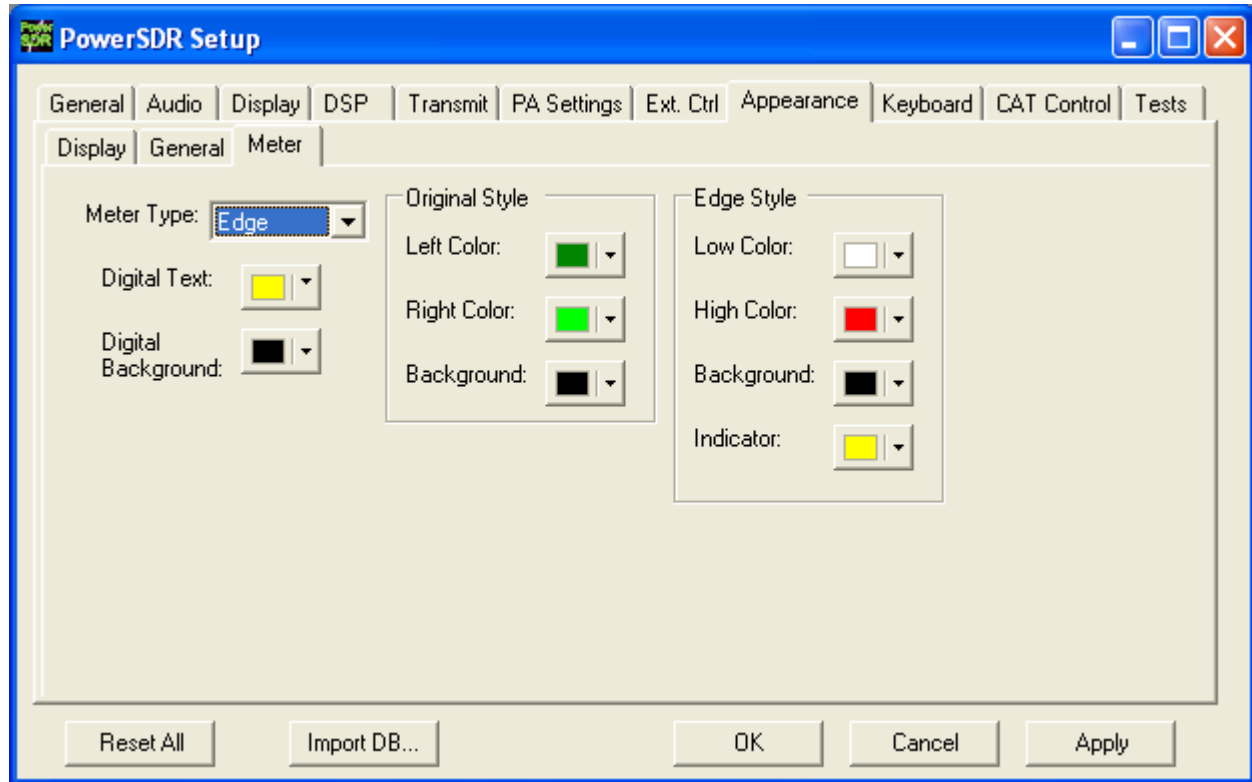 PowerSDR Setup
General Audio Display DSP Transmit PA Settings Ext. Ctrl Appearance Keyboard CAT Control Tests
Display General Meter
Meter Type: Edge
Digital Text:
Digital
Background:
Original Style
Left Color:
Right Color:
Background:
Edge Style
Low Color:
High Color:
Background:
Indicator:
Reset All Import DB... OK Cancel Apply